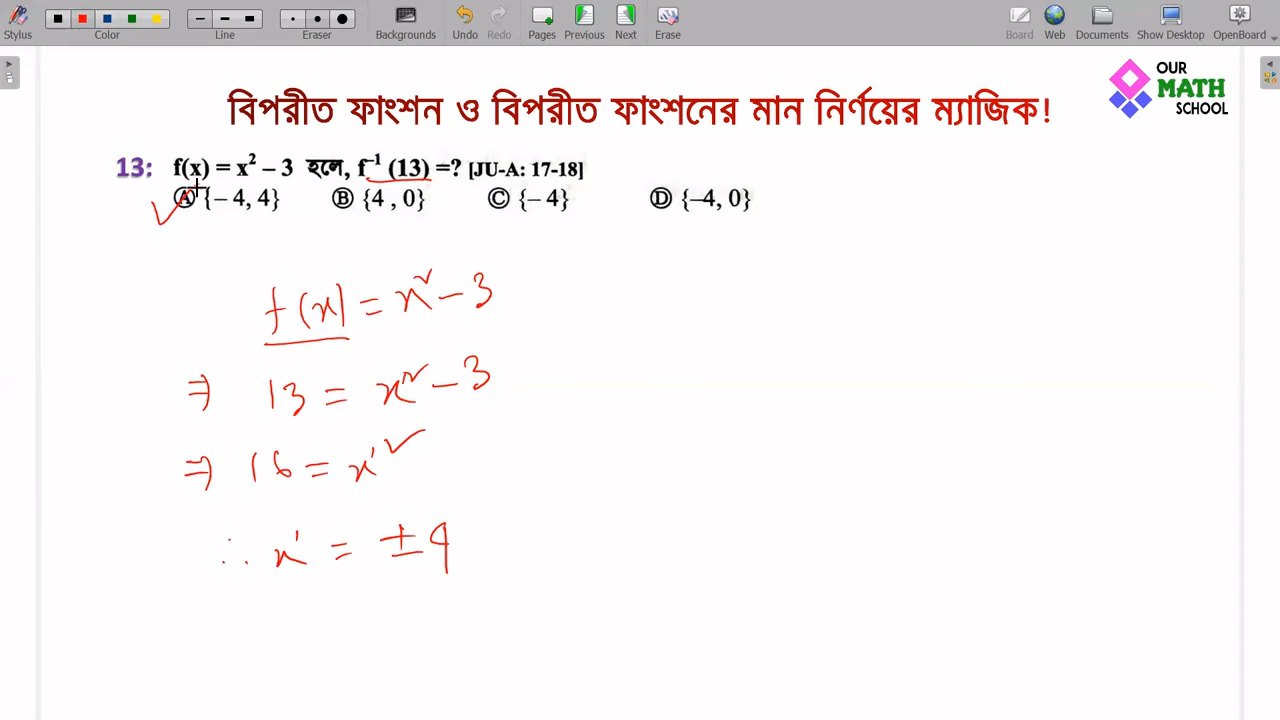 Stylus Color Line Eraser Backgrounds Undo Redo Pages Previous Next Erase Board Web Documents Show Desktop OpenBoard
OUR
MATH
SCHOOL
বিপরীত ফাংশন ও বিপরীত ফাংশনের মান নির্ণয়ের ম্যাজিক!
13: f(x) = x² – 3 হলে, f⁻¹ (13) =? [JU-A: 17-18]
Ⓐ {– 4, 4} Ⓑ {4 , 0} Ⓒ {– 4} Ⓓ {–4, 0}
f(x) = x² – 3
⇒ 13 = x² – 3
⇒ 16 = x²
∴ x = ±4